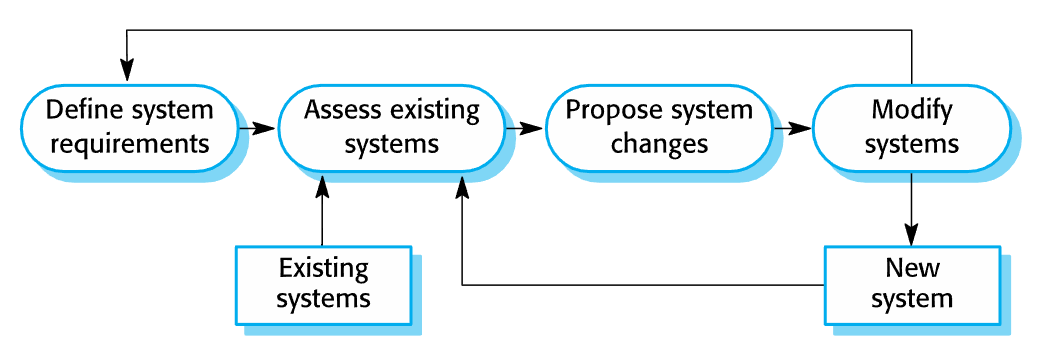 Define system
requirements
Assess existing
systems
Propose system
changes
Modify
systems
Existing
systems
New
system